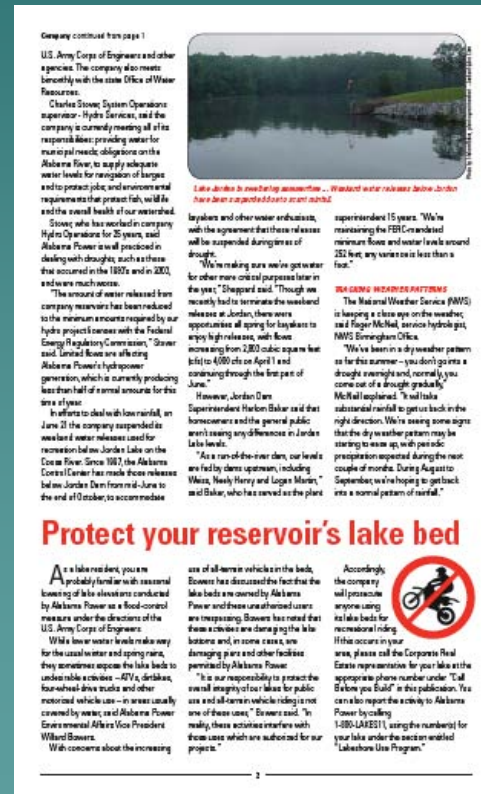 Company continued from page 1
U.S. Army Corps of Engineers and other
agencies. The company also meets
bimonthly with the state Office of Water
Resources.
Charles Stover, System Operations
supervisor - Hydro Services, said the
company is currently meeting all of its
responsibilities: providing water for
municipal needs; obligations on the
Alabama River, to supply adequate
water levels for navigation of barges
and to protect jobs; and environmental
requirements that protect fish, wildlife
and the overall health of our watershed.
Stover, who has worked in company
Hydro Operations for 25 years, said
Alabama Power is well practiced in
dealing with droughts, such as those
that occurred in the 1980's and in 2000,
and were much worse.
"The amount of water released from
company reservoirs has been reduced
to the minimum amounts required by our
hydro project licenses with the Federal
Energy Regulatory Commission," Stover
said. Limited flows are affecting
Alabama Power's hydropower
generation, which is currently producing
less than half of normal amounts for this
time of year.
In efforts to deal with low rainfall, on
June 21 the company suspended its
weekend water releases used for
recreation below Jordan Lake on the
Coosa River. Since 1997, the Alabama
Control Center has made those releases
below Jordan Dam from mid-June to
the end of October, to accommodate
Lake Jordan in sweltering summertime ... Weekend water releases below Jordan
have been suspended due to scant rainfall.
kayakers and other water enthusiasts,
with the agreement that those releases
will be suspended during times of
drought.
"We're making sure we've got water
for other more critical purposes later in
the year," Sheppard said. "Though we
recently had to terminate the weekend
releases at Jordan, there were
opportunities all spring for kayakers to
enjoy high releases, with flows
increasing from 2,000 cubic square feet
(cfs) to 4,000 cfs on April 1 and
continuing through the first part of
June."
However, Jordan Dam
Superintendent Harlom Baker said that
homeowners and the general public
aren't seeing any differences in Jordan
Lake levels.
"As a run-of-the-river dam, our levels
are fed by dams upstream, including
Weiss, Neely Henry and Logan Martin,"
said Baker, who has served as the plant
superintendent 15 years. "We're
maintaining the FERC-mandated
minimum flows and water levels around
252 feet; any variance is less than a
foot."
TRACKING WEATHER PATTERNS
The National Weather Service (NWS)
is keeping a close eye on the weather,
said Roger McNeil, service hydrologist,
NWS Birmingham Office.
"We've been in a dry weather pattern
so far this summer – you don't go into a
drought overnight and, normally, you
come out of a drought gradually,"
McNeil explained. "It will take
substantial rainfall to get us back in the
right direction. We're seeing some signs
that the dry weather pattern may be
starting to ease up, with periodic
precipitation expected during the next
couple of months. During August to
September, we're hoping to get back
into a normal pattern of rainfall."
Protect your reservoir's lake bed
As a lake resident, you are
probably familiar with seasonal
lowering of lake elevations conducted
by Alabama Power as a flood-control
measure under the directions of the
U.S. Army Corps of Engineers.
While lower water levels make way
for the usual winter and spring rains,
they sometimes expose the lake beds to
undesirable activities – ATVs, dirtbikes,
four-wheel-drive trucks and other
motorized vehicle use – in areas usually
covered by water, said Alabama Power
Environmental Affairs Vice President
Willard Bowers.
With concerns about the increasing
use of all-terrain vehicles in the beds,
Bowers has discussed the fact that the
lake beds are owned by Alabama
Power and these unauthorized users
are trespassing. Bowers has noted that
these activities are damaging the lake
bottoms and, in some cases, are
damaging piers and other facilities
permitted by Alabama Power.
"It is our responsibility to protect the
overall integrity of our lakes for public
use and all-terrain vehicle riding is not
one of these uses," Bowers said. "In
reality, these activities interfere with
those uses which are authorized for our
projects."
Accordingly,
the company
will prosecute
anyone using
its lake beds for
recreational riding.
If this occurs in your
area, please call the Corporate Real
Estate representative for your lake at the
appropriate phone number under "Call
Before you Build" in this publication. You
can also report the activity to Alabama
Power by calling
1-800-LAKES11, using the number(s) for
your lake under the section entitled
"Lakeshore Use Program."
2